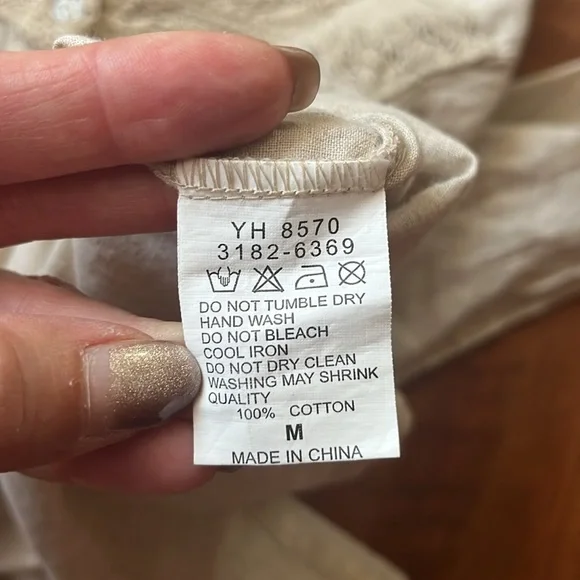 YH 8570
3182-6369
DO NOT TUMBLE DRY
HAND WASH
DO NOT BLEACH
COOL IRON
DO NOT DRY CLEAN
WASHING MAY SHRINK
QUALITY
100% COTTON
M
MADE IN CHINA